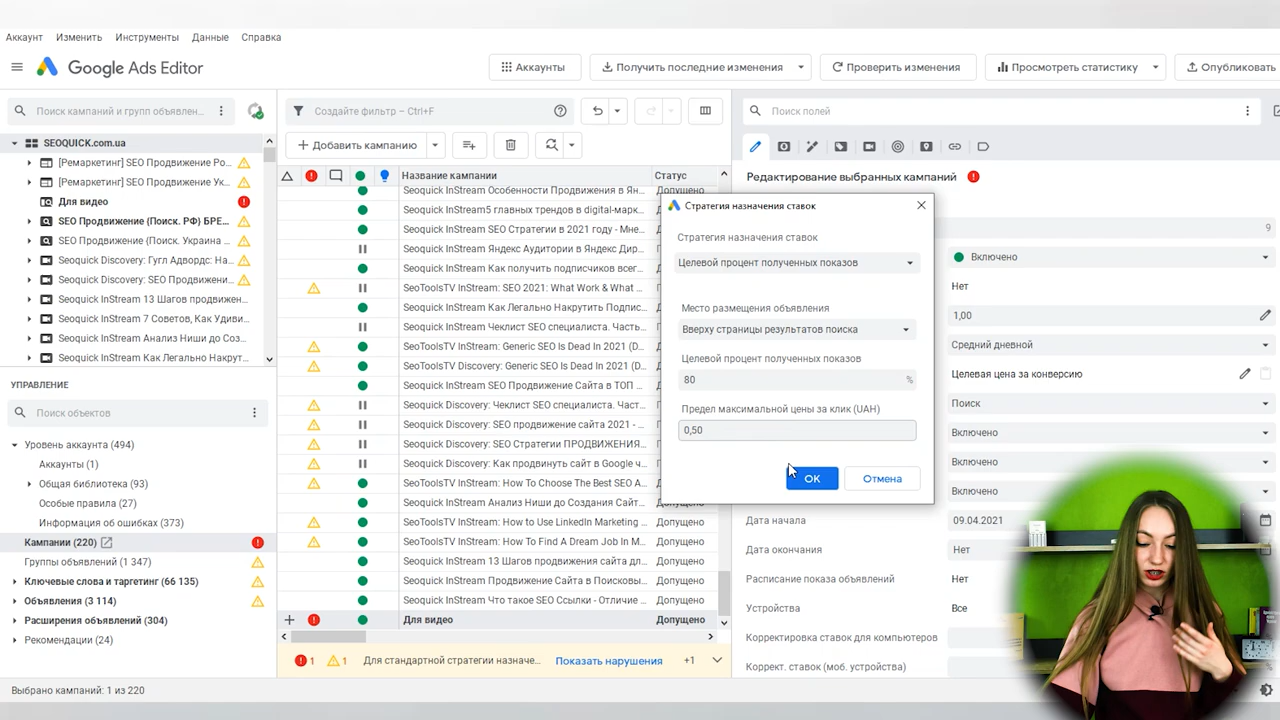 Аккаунт Изменить Инструменты Данные Справка
Google Ads Editor
Аккаунты
Получить последние изменения
Проверить изменения
Просмотреть статистику
Опубликовать
Поиск кампаний и групп объявлен...
Создайте фильтр – Ctrl+F
Поиск полей
SEOQUICK.com.ua
[Ремаркетинг] SEO Продвижение Ро...
[Ремаркетинг] SEO Продвижение Ук...
Для видео
SEO Продвижение (Поиск. РФ) БРЕ...
SEO Продвижение (Поиск. Украина ...
Seoquick Discovery: Гугл Адвордс: На...
Seoquick Discovery: SEO Продвижени...
Seoquick InStream 13 Шагов продвижен...
Seoquick InStream 7 Советов, Как Удиви...
Seoquick InStream Анализ Ниши до Соз...
Seoquick InStream Как Легально Накрут...
УПРАВЛЕНИЕ
Поиск объектов
Уровень аккаунта (494)
Аккаунты (1)
Общая библиотека (93)
Особые правила (27)
Информация об ошибках (373)
Кампании (220)
Группы объявлений (1 347)
Ключевые слова и таргетинг (66 135)
Объявления (3 114)
Расширения объявлений (304)
Рекомендации (24)
Выбрано кампаний: 1 из 220
Добавить кампанию
Название кампании Статус
Seoquick InStream Особенности Продвижения в Ян... Допущено
Seoquick InStream5 главных трендов в digital-марк...
Seoquick InStream SEO Стратегии в 2021 году - Мне...
Seoquick InStream Яндекс Аудитории в Яндекс Дир...
Seoquick InStream Как получить подписчиков всег...
SeoToolsTV InStream: SEO 2021: What Work & What ...
Seoquick InStream Как Легально Накрутить Подпис...
Seoquick InStream Чеклист SEO специалиста. Часть...
SeoToolsTV InStream: Generic SEO Is Dead In 2021 (D...
SeoToolsTV Discovery: Generic SEO Is Dead In 2021 (D...
Seoquick InStream SEO Продвижение Сайта в ТОП ...
Seoquick Discovery: Чеклист SEO специалиста. Част...
Seoquick Discovery: SEO продвижение сайта 2021 - ...
Seoquick Discovery: SEO Стратегии ПРОДВИЖЕНИЯ...
Seoquick Discovery: Как продвинуть сайт в Google ч...
SeoToolsTV InStream: How To Choose The Best SEO A...
Seoquick InStream Анализ Ниши до Создания Сайт...
SeoToolsTV InStream: How to Use LinkedIn Marketing ... Допущено
SeoToolsTV InStream: How To Find A Dream Job In M... Допущено
Seoquick InStream 13 Шагов продвижения сайта дл... Допущено
Seoquick InStream Продвижение Сайта в Поисковы... Допущено
Seoquick InStream Что такое SEO Ссылки - Отличие ... Допущено
Для видео Допущено
1 1 Для стандартной стратегии назначе... Показать нарушения +1
Редактирование выбранных кампаний
Стратегия назначения ставок
Стратегия назначения ставок
Целевой процент полученных показов
Место размещения объявления
Вверху страницы результатов поиска
Целевой процент полученных показов
80 %
Предел максимальной цены за клик (UAH)
0,50
OK Отмена
9
Включено
Нет
1,00
Средний дневной
Целевая цена за конверсию
Поиск
Включено
Включено
Включено
Дата начала 09.04.2021
Дата окончания Нет
Расписание показа объявлений Нет
Устройства Все
Корректировка ставок для компьютеров
Коррект. ставок (моб. устройства)